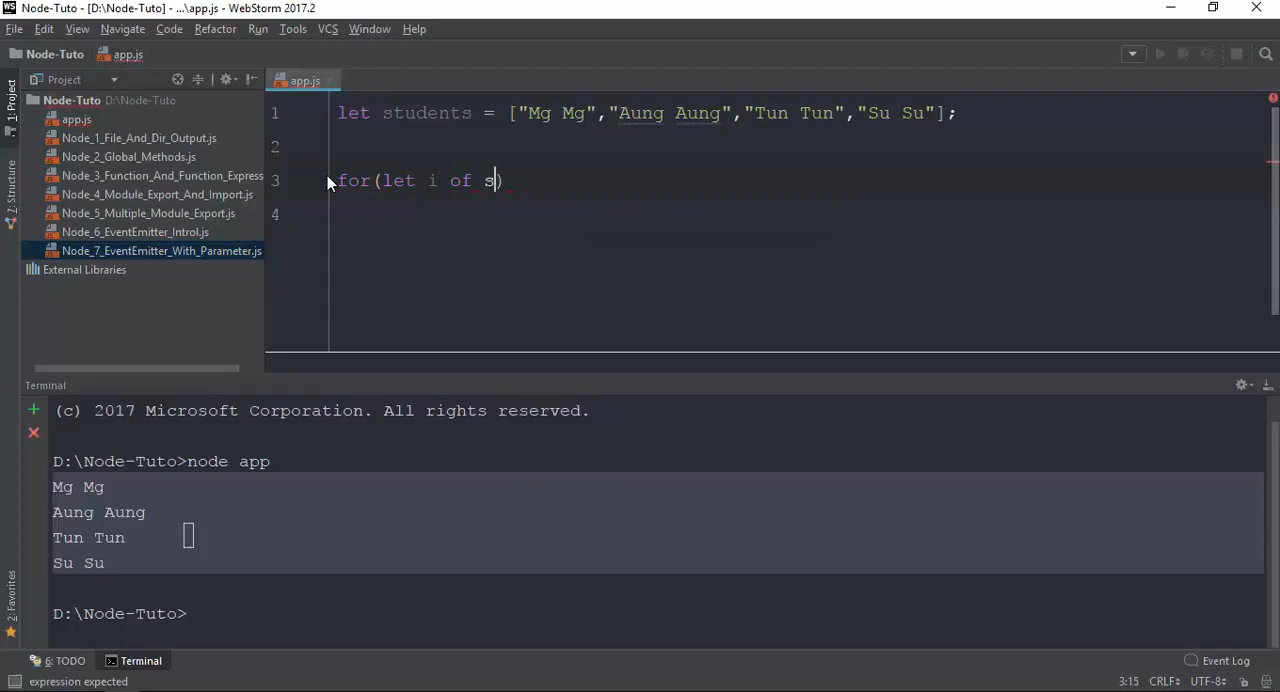 WS Node-Tuto - [D:\Node-Tuto] - ...\app.js - WebStorm 2017.2
File Edit View Navigate Code Refactor Run Tools VCS Window Help
Node-Tuto app.js
1: Project
7: Structure
2: Favorites
Project
Node-Tuto D:\Node-Tuto
app.js
Node_1_File_And_Dir_Output.js
Node_2_Global_Methods.js
Node_3_Function_And_Function_Express
Node_4_Module_Export_And_Import.js
Node_5_Multiple_Module_Export.js
Node_6_EventEmitter_Introl.js
Node_7_EventEmitter_With_Parameter.js
External Libraries
app.js
1 let students = ["Mg Mg","Aung Aung","Tun Tun","Su Su"];
2
3 for(let i of s)
4
Terminal
(c) 2017 Microsoft Corporation. All rights reserved.
D:\Node-Tuto>node app
Mg Mg
Aung Aung
Tun Tun
Su Su
D:\Node-Tuto>
6: TODO Terminal Event Log
expression expected 3:15 CRLF UTF-8